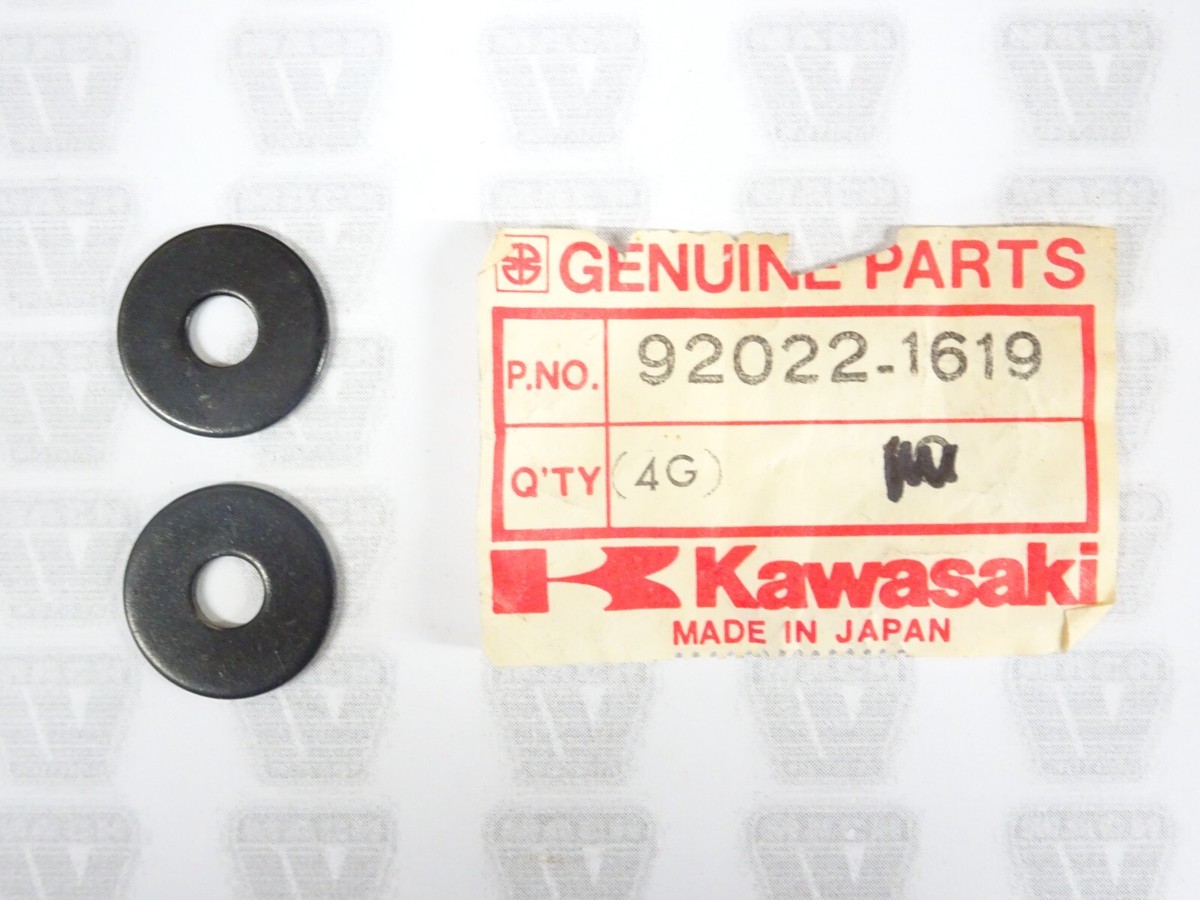 GENUINE PARTS
P.NO. 92022-1619
Q'TY (4G)
Kawasaki
MADE IN JAPAN